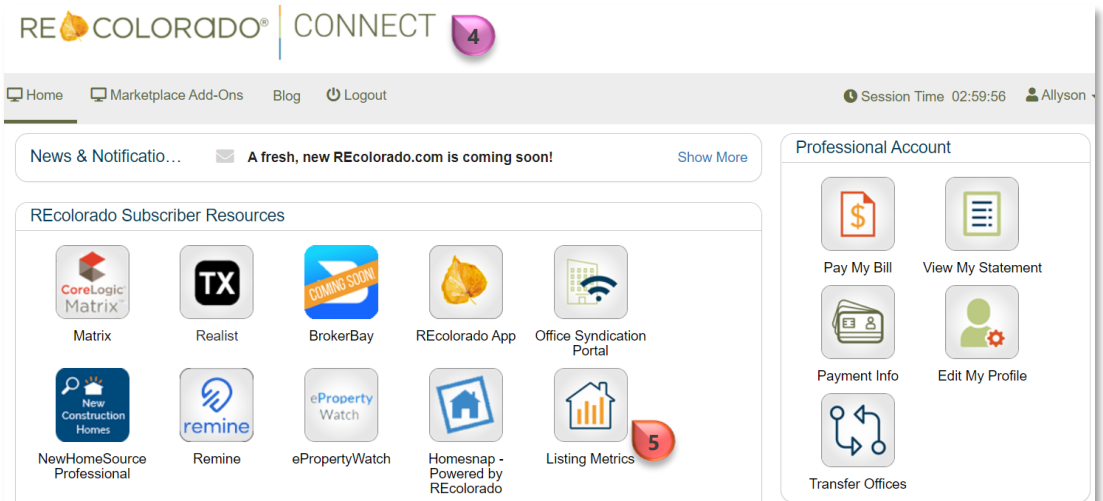 RE COLORADO® CONNECT 4
Home Marketplace Add-Ons Blog Logout Session Time 02:59:56 Allyson
News & Notificatio... A fresh, new REcolorado.com is coming soon! Show More
Professional Account
REcolorado Subscriber Resources
CoreLogic
Matrix™
TX
COMING SOON!
Matrix Realist BrokerBay REcolorado App Office Syndication
Portal
$
Pay My Bill View My Statement
New
Construction
Homes
remine
eProperty
Watch
5
NewHomeSource
Professional
Remine ePropertyWatch Homesnap -
Powered by
REcolorado
Listing Metrics
Payment Info Edit My Profile
Transfer Offices